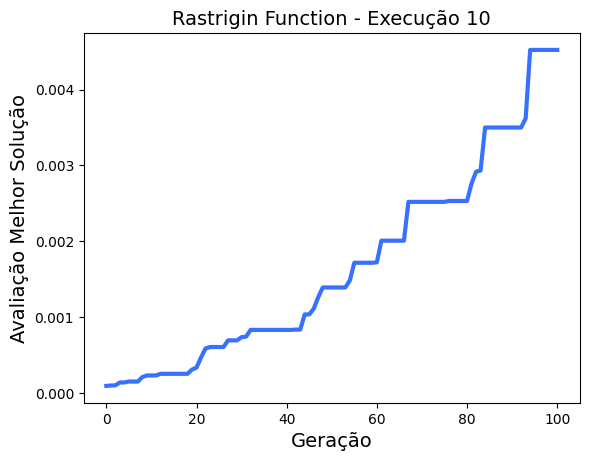 Rastrigin Function - Execução 10
Avaliação Melhor Solução
0.004
0.003
0.002
0.001
0.000
0 20 40 60 80 100
Geração